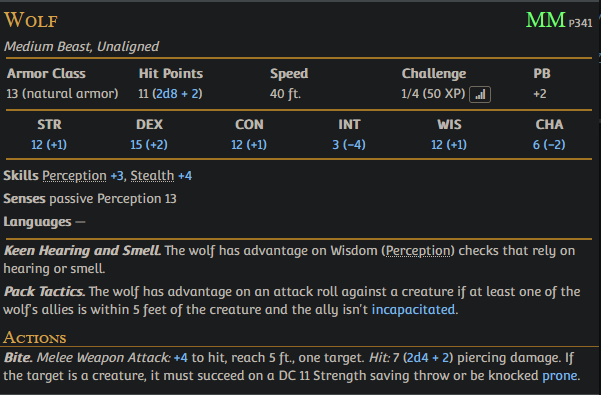 Wolf MM P341
Medium Beast, Unaligned
Armor Class Hit Points Speed Challenge PB
13 (natural armor) 11 (2d8 + 2) 40 ft. 1/4 (50 XP) +2
STR DEX CON INT WIS CHA
12 (+1) 15 (+2) 12 (+1) 3 (−4) 12 (+1) 6 (−2)
Skills Perception +3, Stealth +4
Senses passive Perception 13
Languages —
Keen Hearing and Smell. The wolf has advantage on Wisdom (Perception) checks that rely on
hearing or smell.
Pack Tactics. The wolf has advantage on an attack roll against a creature if at least one of the
wolf's allies is within 5 feet of the creature and the ally isn't incapacitated.
Actions
Bite. Melee Weapon Attack: +4 to hit, reach 5 ft., one target. Hit: 7 (2d4 + 2) piercing damage. If
the target is a creature, it must succeed on a DC 11 Strength saving throw or be knocked prone.